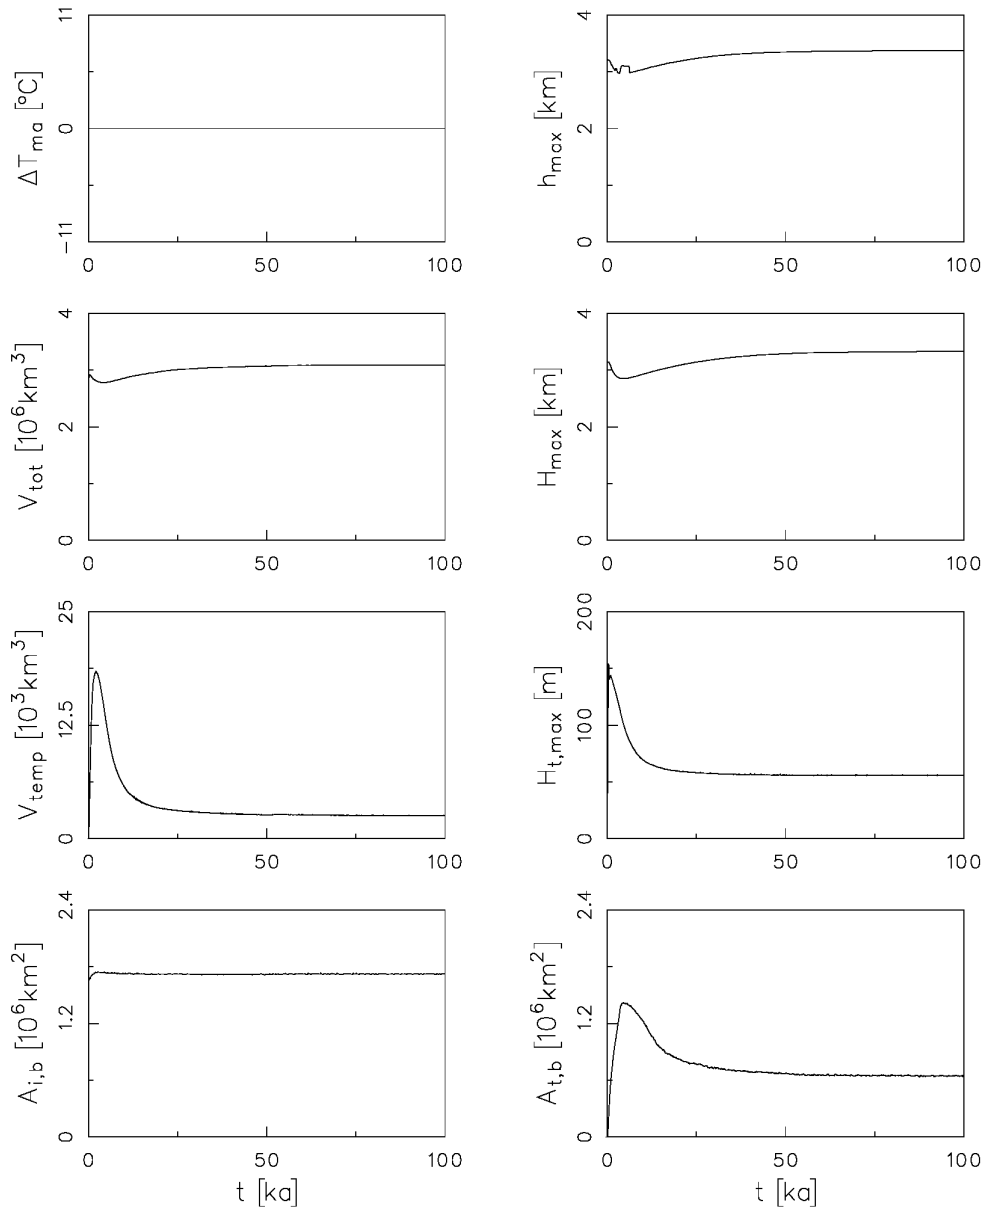 ΔT_ma [°C]
11
0
−11
0 50 100
h_max [km]
4
2
0
0 50 100
V_tot [10^6 km^3]
4
2
0
0 50 100
H_max [km]
4
2
0
0 50 100
V_temp [10^3 km^3]
25
12.5
0
0 50 100
H_t,max [m]
200
100
0
0 50 100
A_i,b [10^6 km^2]
2.4
1.2
0
0 50 100
t [ka]
A_t,b [10^6 km^2]
2.4
1.2
0
0 50 100
t [ka]